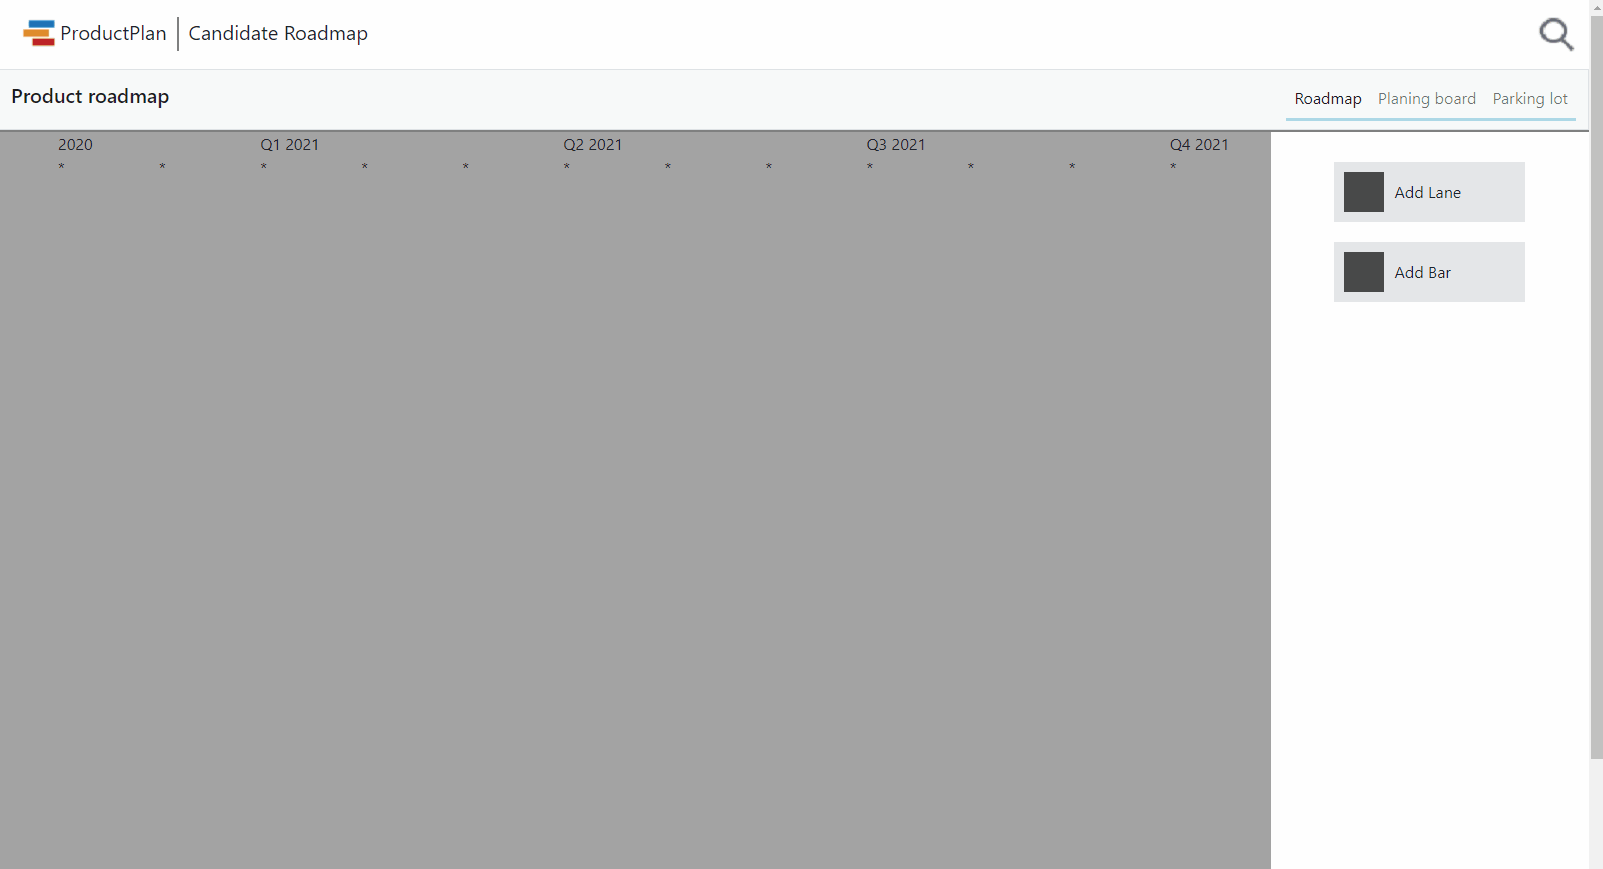 ProductPlan Candidate Roadmap
Product roadmap
Roadmap Planing board Parking lot
2020 Q1 2021 Q2 2021 Q3 2021 Q4 2021
* * * * * * * * * * * *
Add Lane
Add Bar